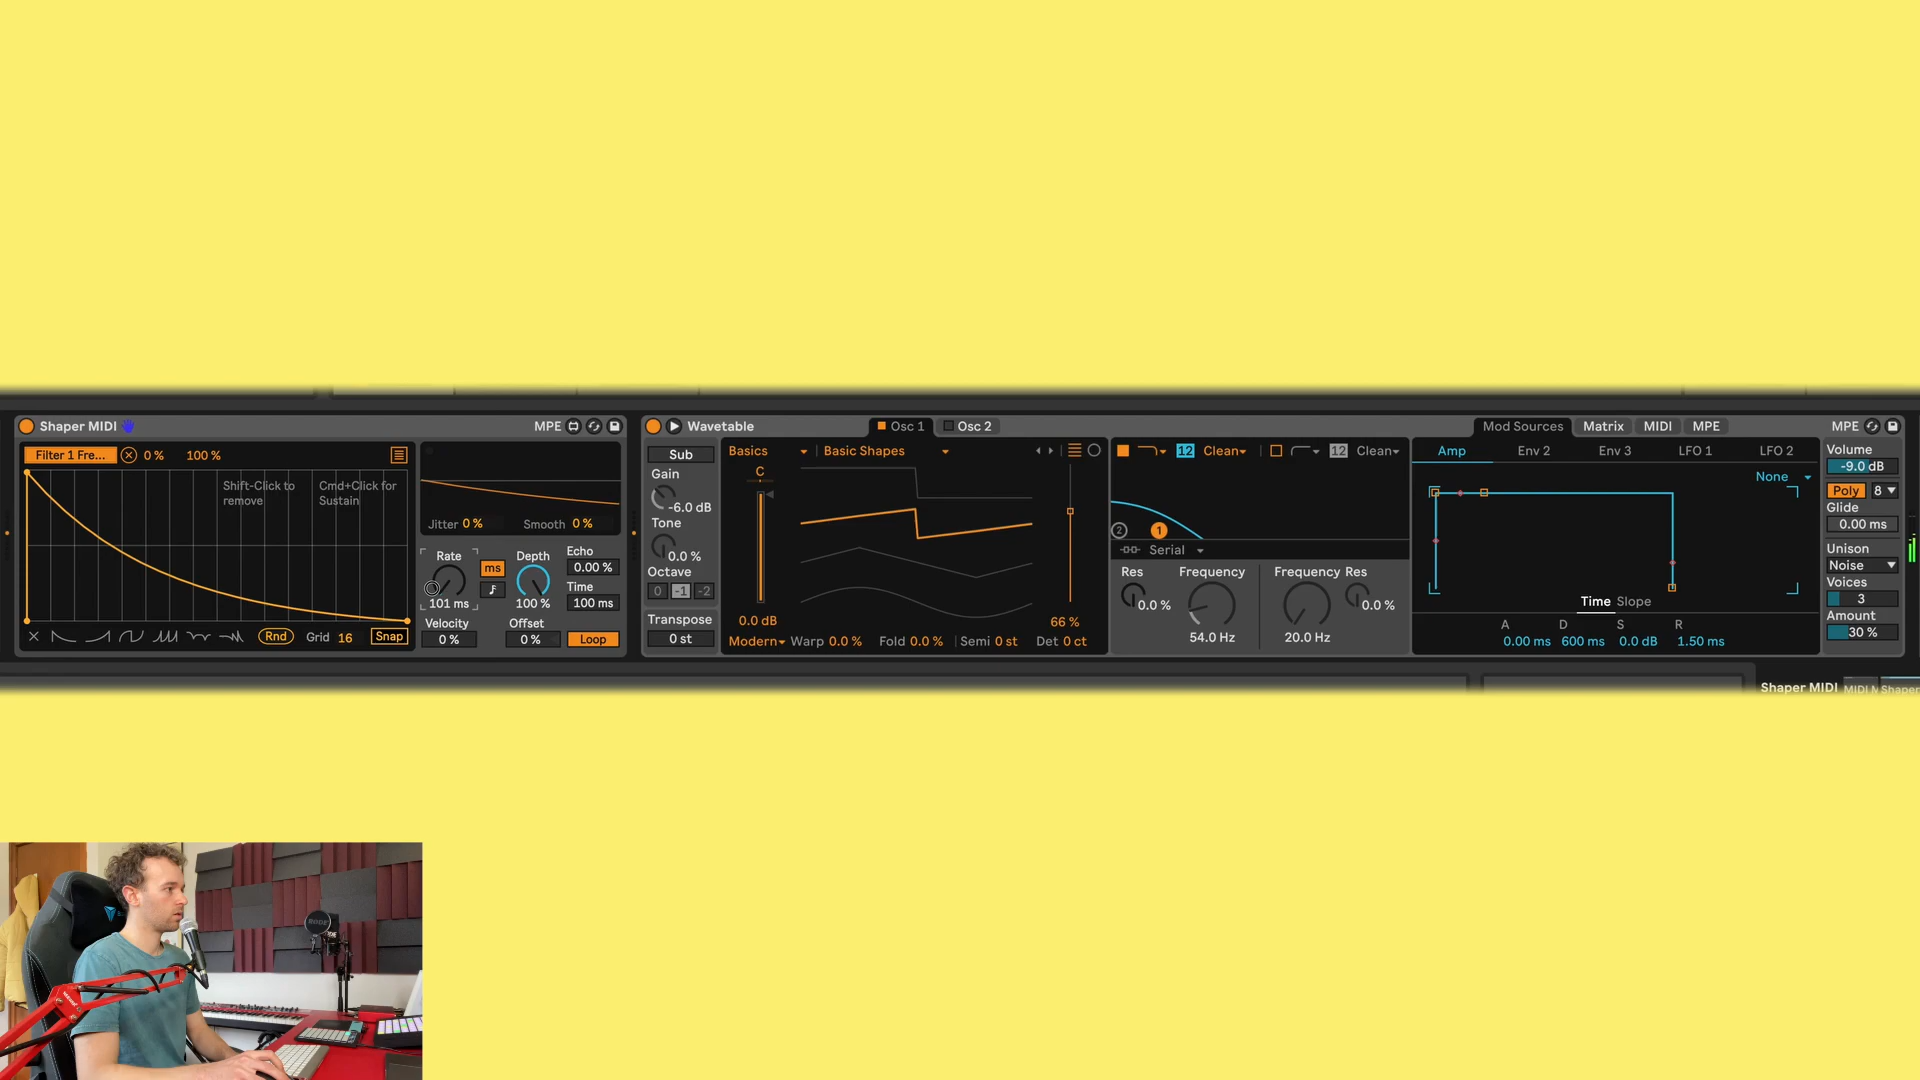 Shaper MIDI
MPE
Filter 1 Fre...
0 %
100 %
Shift-Click to
remove
Cmd+Click for
Sustain
Rnd
Grid
16
Snap
Jitter 0 %
Smooth 0 %
Rate
101 ms
ms
Depth
100 %
Echo
0.00 %
Time
100 ms
Velocity
0 %
Offset
0 %
Loop
Wavetable
Osc 1
Osc 2
Sub
Gain
-6.0 dB
Tone
0.0 %
Octave
0
-1
-2
Transpose
0 st
Basics
Basic Shapes
C
0.0 dB
66 %
Modern
Warp 0.0 %
Fold 0.0 %
Semi 0 st
Det 0 ct
12
Clean
12
Clean
2
1
Serial
Res
0.0 %
Frequency
54.0 Hz
Frequency
20.0 Hz
Res
0.0 %
Mod Sources
Matrix
MIDI
MPE
Amp
Env 2
Env 3
LFO 1
LFO 2
None
Time
Slope
A
D
S
R
0.00 ms
600 ms
0.0 dB
1.50 ms
MPE
Volume
-9.0 dB
Poly
8
Glide
0.00 ms
Unison
Noise
Voices
3
Amount
30 %
Shaper MIDI
RODE